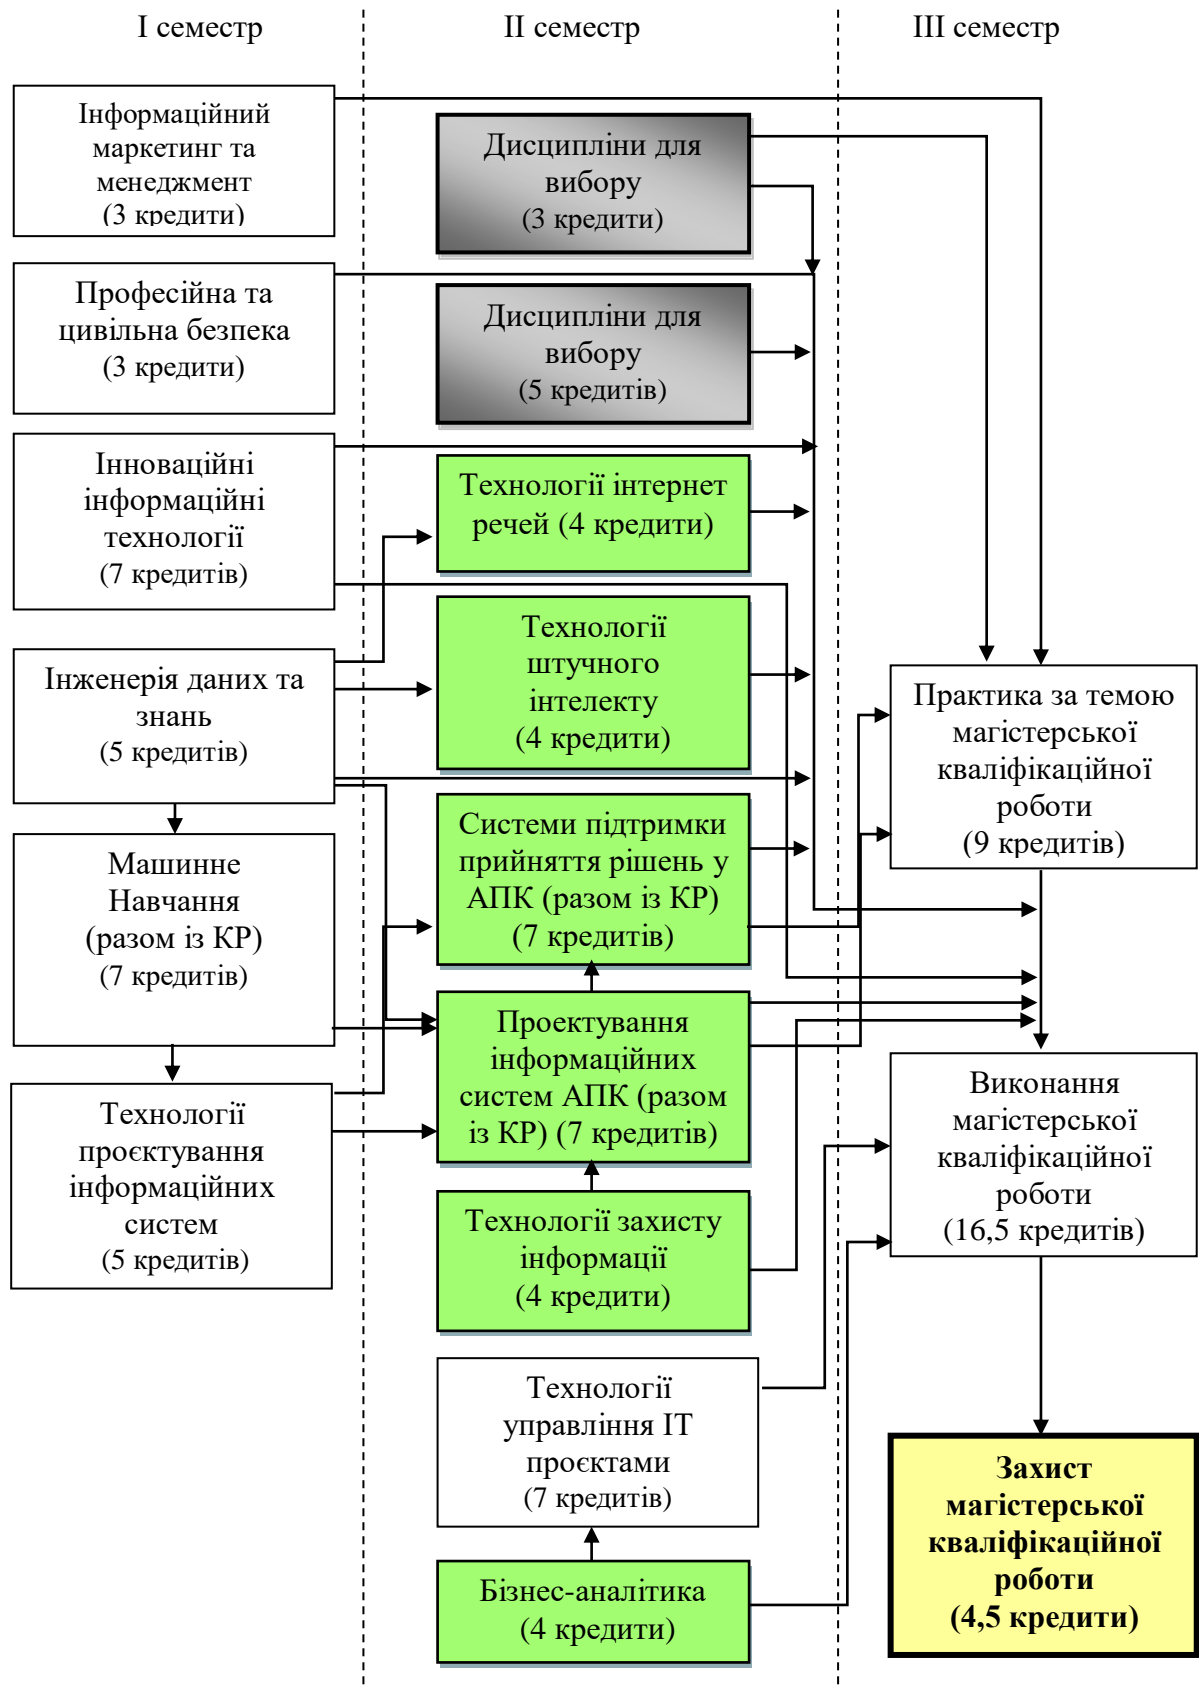 І семестр
ІІ семестр
ІІІ семестр
Інформаційний
маркетинг та
менеджмент
(3 кредити)
Професійна та
цивільна безпека
(3 кредити)
Інноваційні
інформаційні
технології
(7 кредитів)
Інженерія даних та
знань
(5 кредитів)
Машинне
Навчання
(разом із КР)
(7 кредитів)
Технології
проєктування
інформаційних
систем
(5 кредитів)
Дисципліни для
вибору
(3 кредити)
Дисципліни для
вибору
(5 кредитів)
Технології інтернет
речей (4 кредити)
Технології
штучного
інтелекту
(4 кредити)
Системи підтримки
прийняття рішень у
АПК (разом із КР)
(7 кредитів)
Проектування
інформаційних
систем АПК (разом
із КР) (7 кредитів)
Технології захисту
інформації
(4 кредити)
Технології
управління ІТ
проєктами
(7 кредитів)
Бізнес-аналітика
(4 кредити)
Практика за темою
магістерської
кваліфікаційної
роботи
(9 кредитів)
Виконання
магістерської
кваліфікаційної
роботи
(16,5 кредитів)
Захист
магістерської
кваліфікаційної
роботи
(4,5 кредити)